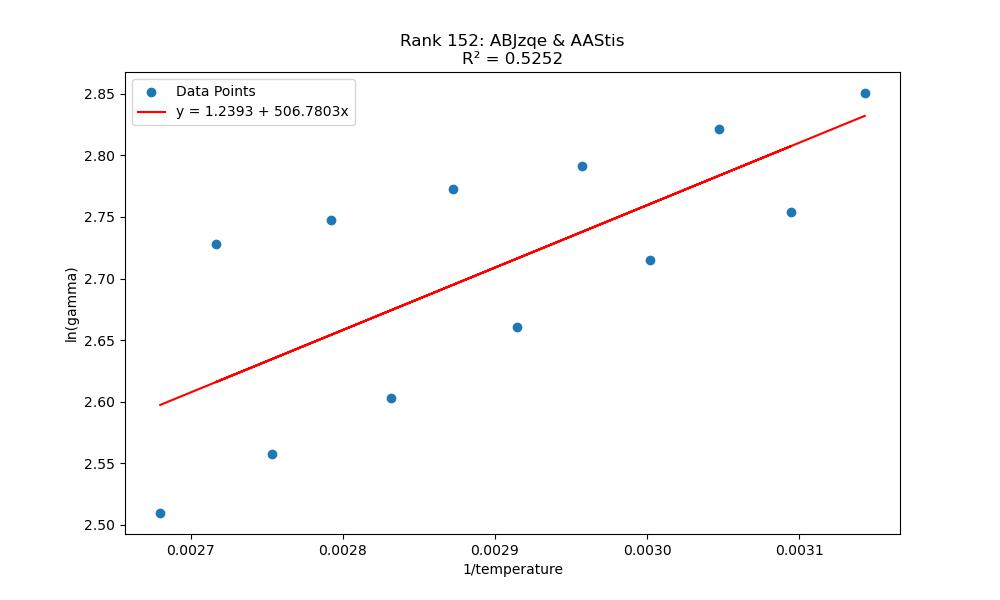 Rank 152: ABJzqe & AAStis
R² = 0.5252
Data Points
y = 1.2393 + 506.7803x
2.85
2.80
2.75
2.70
2.65
2.60
2.55
2.50
ln(gamma)
0.0027 0.0028 0.0029 0.0030 0.0031
1/temperature